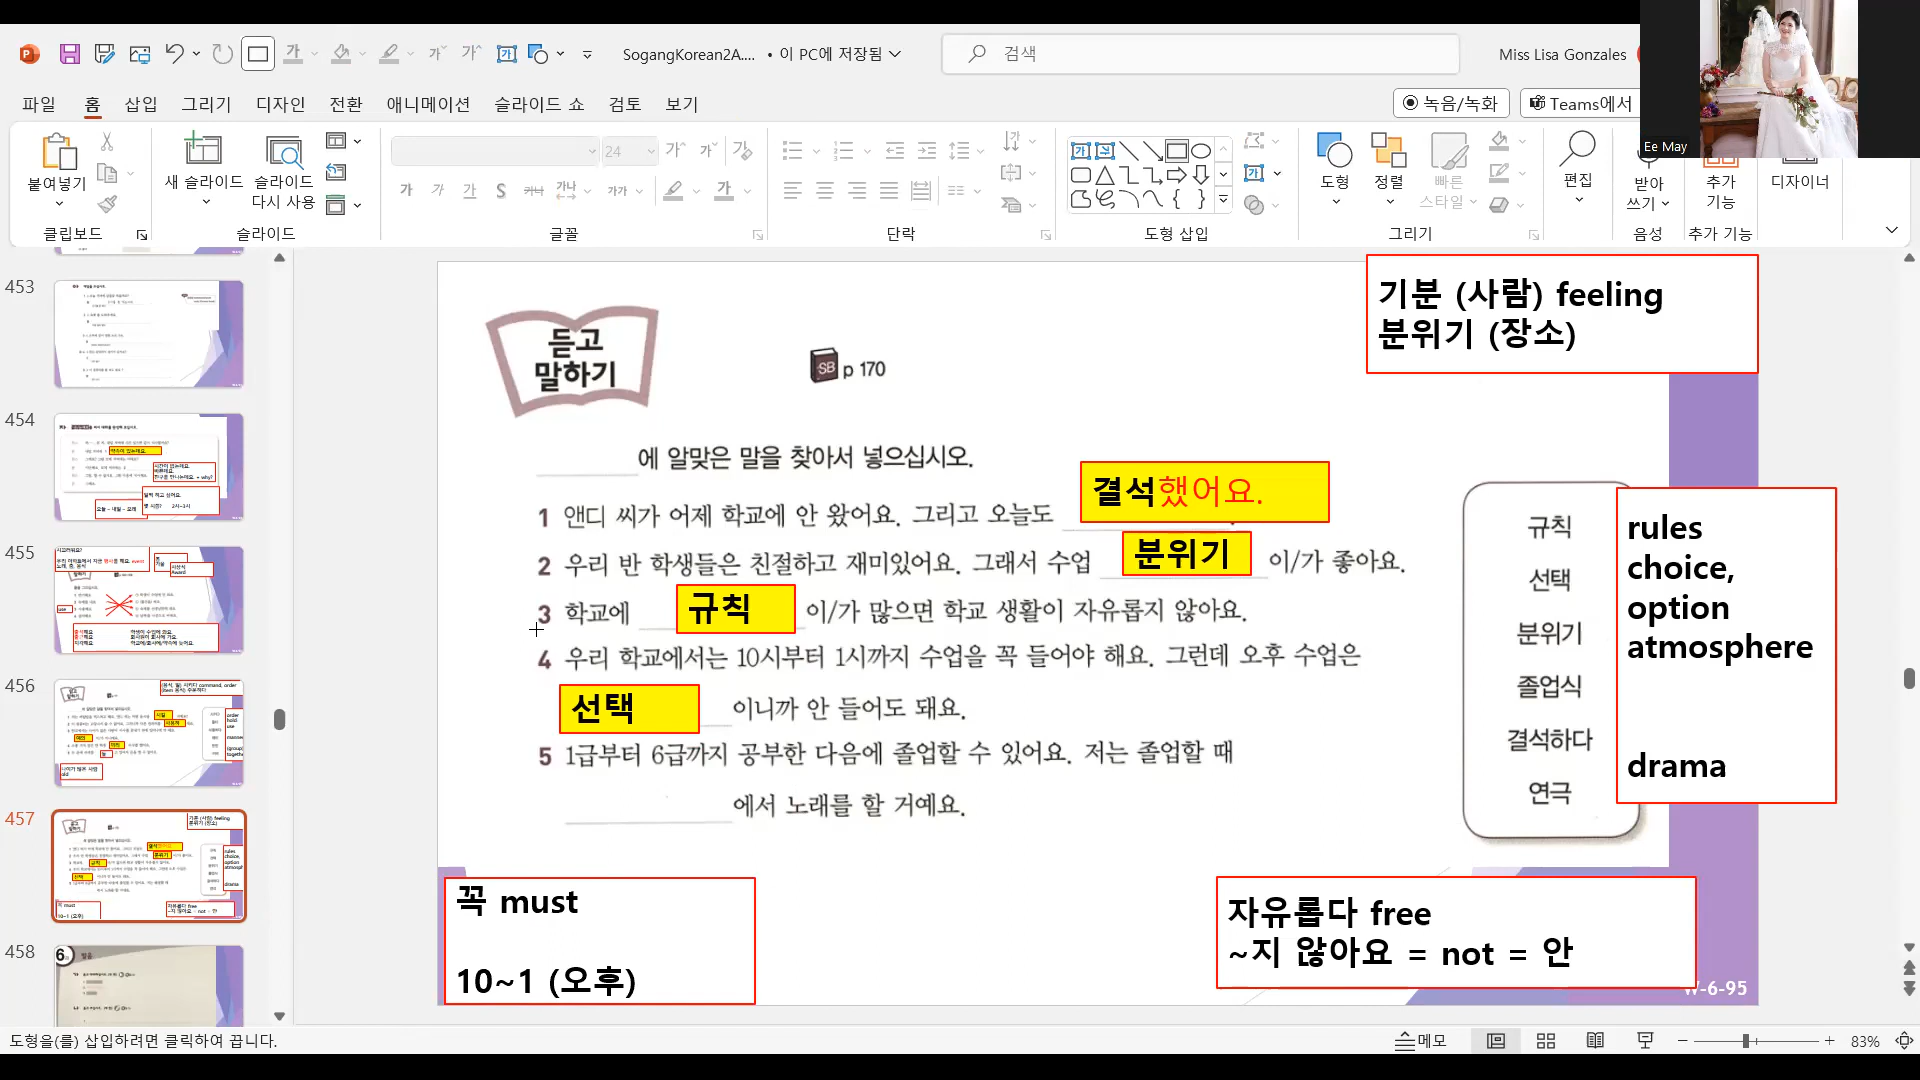 SogangKorean2A.... • 이 PC에 저장됨
검색
Miss Lisa Gonzales
Ee May
파일 홈 삽입 그리기 디자인 전환 애니메이션 슬라이드 쇼 검토 보기
녹음/녹화
Teams에서
붙여넣기
새 슬라이드
슬라이드
다시 사용
24
가 가 가 S 가나 가나 가가 가
도형
정렬
빠른
스타일
편집
받아
쓰기
추가
기능
디자이너
클립보드
슬라이드
글꼴
단락
도형 삽입
그리기
음성
추가 기능
453
454
455
456
457
458
기분 (사람) feeling
분위기 (장소)
듣고
말하기
SB p 170
에 알맞은 말을 찾아서 넣으십시오.
1 앤디 씨가 어제 학교에 안 왔어요. 그리고 오늘도 결석했어요.
2 우리 반 학생들은 친절하고 재미있어요. 그래서 수업 분위기 이/가 좋아요.
3 학교에 규칙 이/가 많으면 학교 생활이 자유롭지 않아요.
4 우리 학교에서는 10시부터 1시까지 수업을 꼭 들어야 해요. 그런데 오후 수업은
선택 이니까 안 들어도 돼요.
5 1급부터 6급까지 공부한 다음에 졸업할 수 있어요. 저는 졸업할 때
에서 노래를 할 거예요.
규칙
선택
분위기
졸업식
결석하다
연극
rules
choice,
option
atmosphere
drama
꼭 must
10~1 (오후)
자유롭다 free
~지 않아요 = not = 안
W-6-95
도형을(를) 삽입하려면 클릭하여 끕니다.
메모
83%